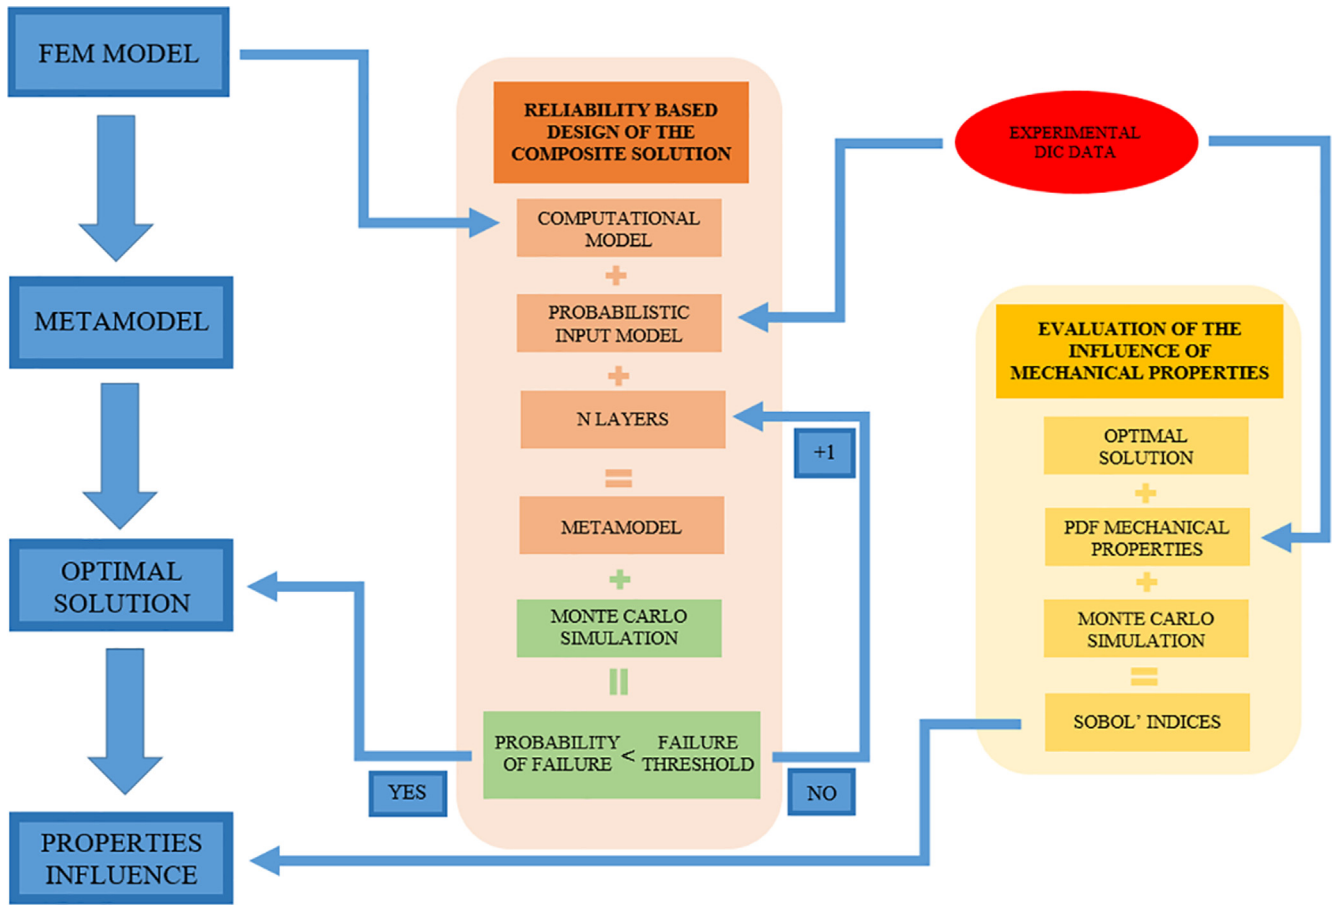 FEM MODEL
METAMODEL
OPTIMAL
SOLUTION
PROPERTIES
INFLUENCE
RELIABILITY BASED
DESIGN OF THE
COMPOSITE SOLUTION
COMPUTATIONAL
MODEL
+
PROBABILISTIC
INPUT MODEL
+
N LAYERS
=
METAMODEL
+
MONTE CARLO
SIMULATION
=
PROBABILITY
OF FAILURE
<
FAILURE
THRESHOLD
YES
NO
+1
EXPERIMENTAL
DIC DATA
EVALUATION OF THE
INFLUENCE OF
MECHANICAL PROPERTIES
OPTIMAL
SOLUTION
+
PDF MECHANICAL
PROPERTIES
+
MONTE CARLO
SIMULATION
=
SOBOL’ INDICES